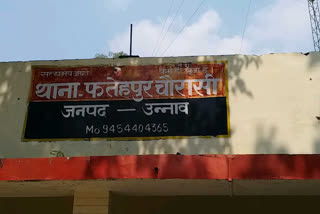 थाना फतेहपुर चौरासी
जनपद — उन्नाव
Mo 9454404365